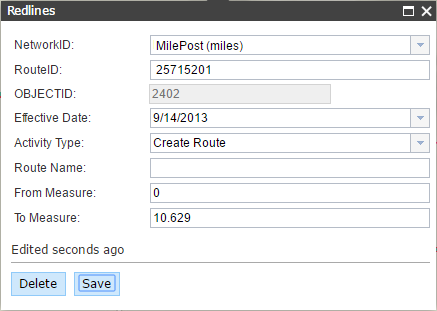 Redlines
NetworkID: MilePost (miles)
RouteID: 25715201
OBJECTID: 2402
Effective Date: 9/14/2013
Activity Type: Create Route
Route Name:
From Measure: 0
To Measure: 10.629
Edited seconds ago
Delete Save